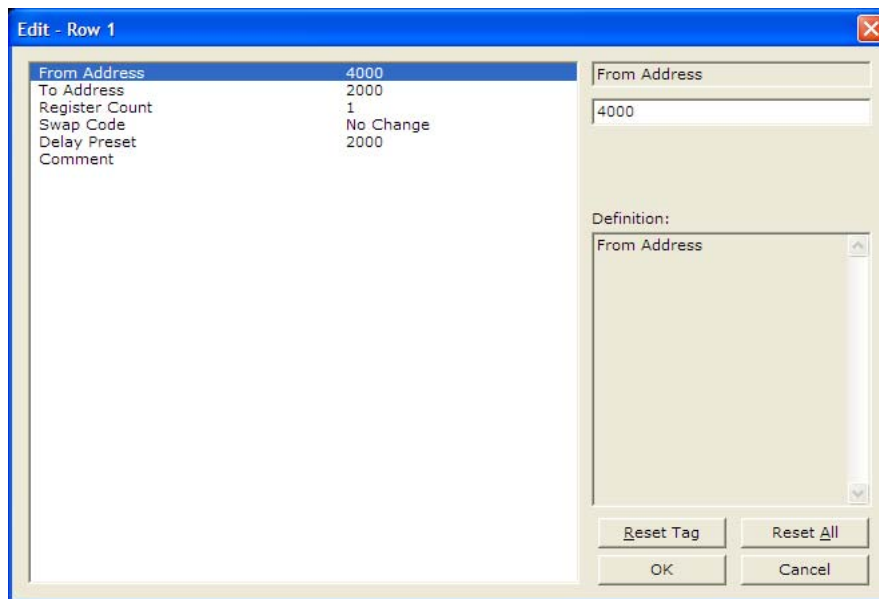 Edit - Row 1
From Address 4000
To Address 2000
Register Count 1
Swap Code No Change
Delay Preset 2000
Comment
From Address
4000
Definition:
From Address
Reset Tag Reset All
OK Cancel